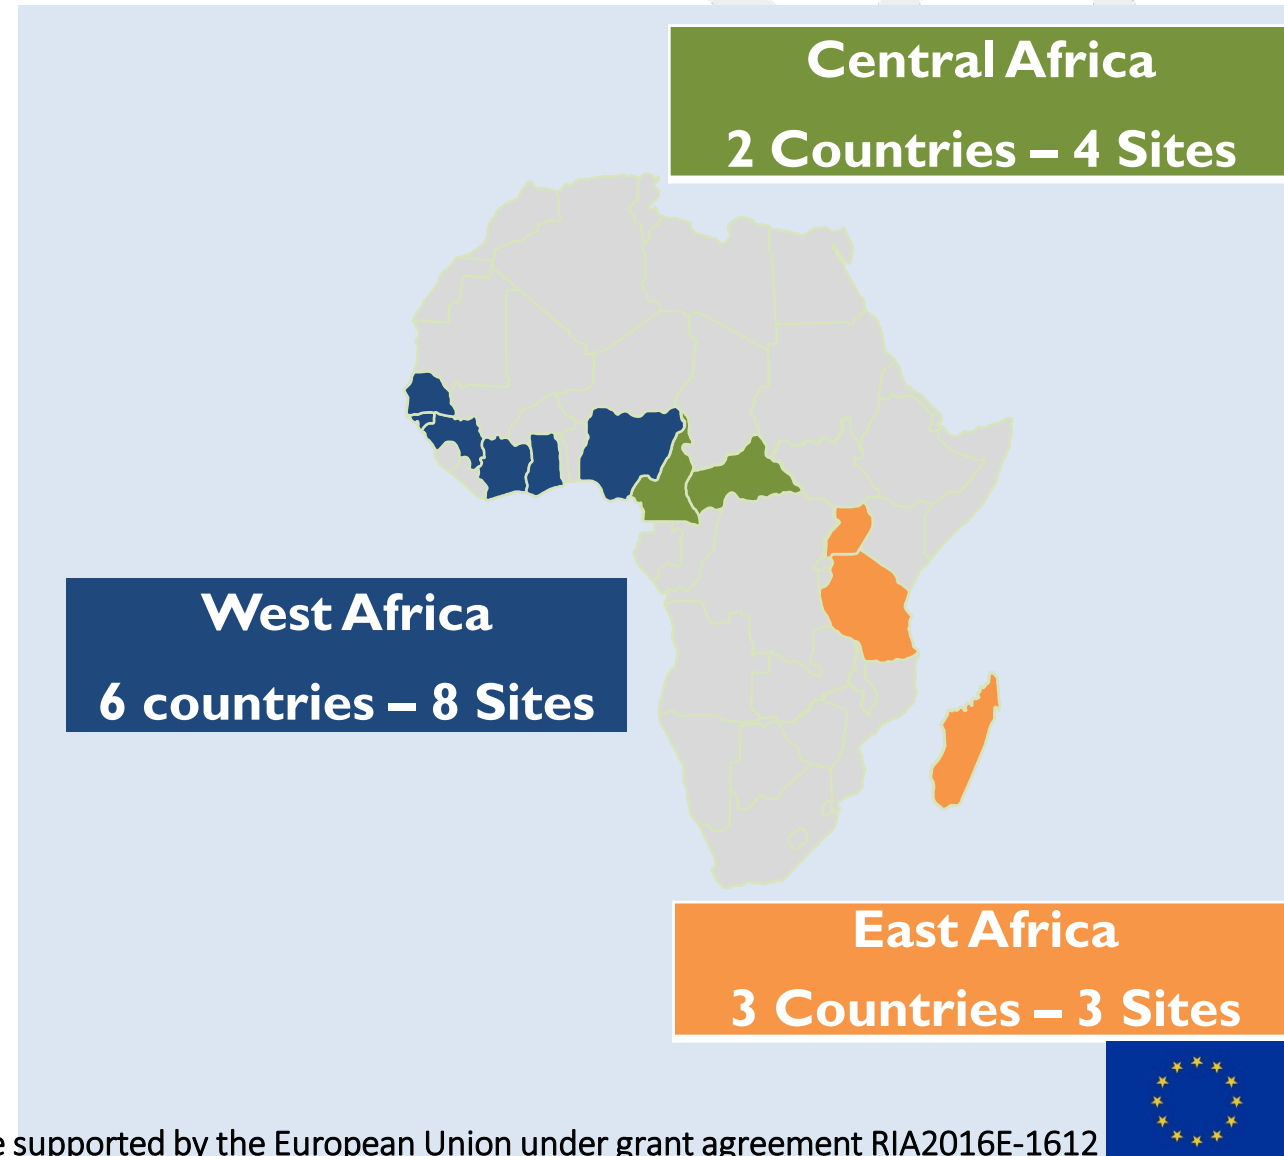 Central Africa
2 Countries – 4 Sites
West Africa
6 countries – 8 Sites
East Africa
3 Countries – 3 Sites
supported by the European Union under grant agreement RIA2016E-1612